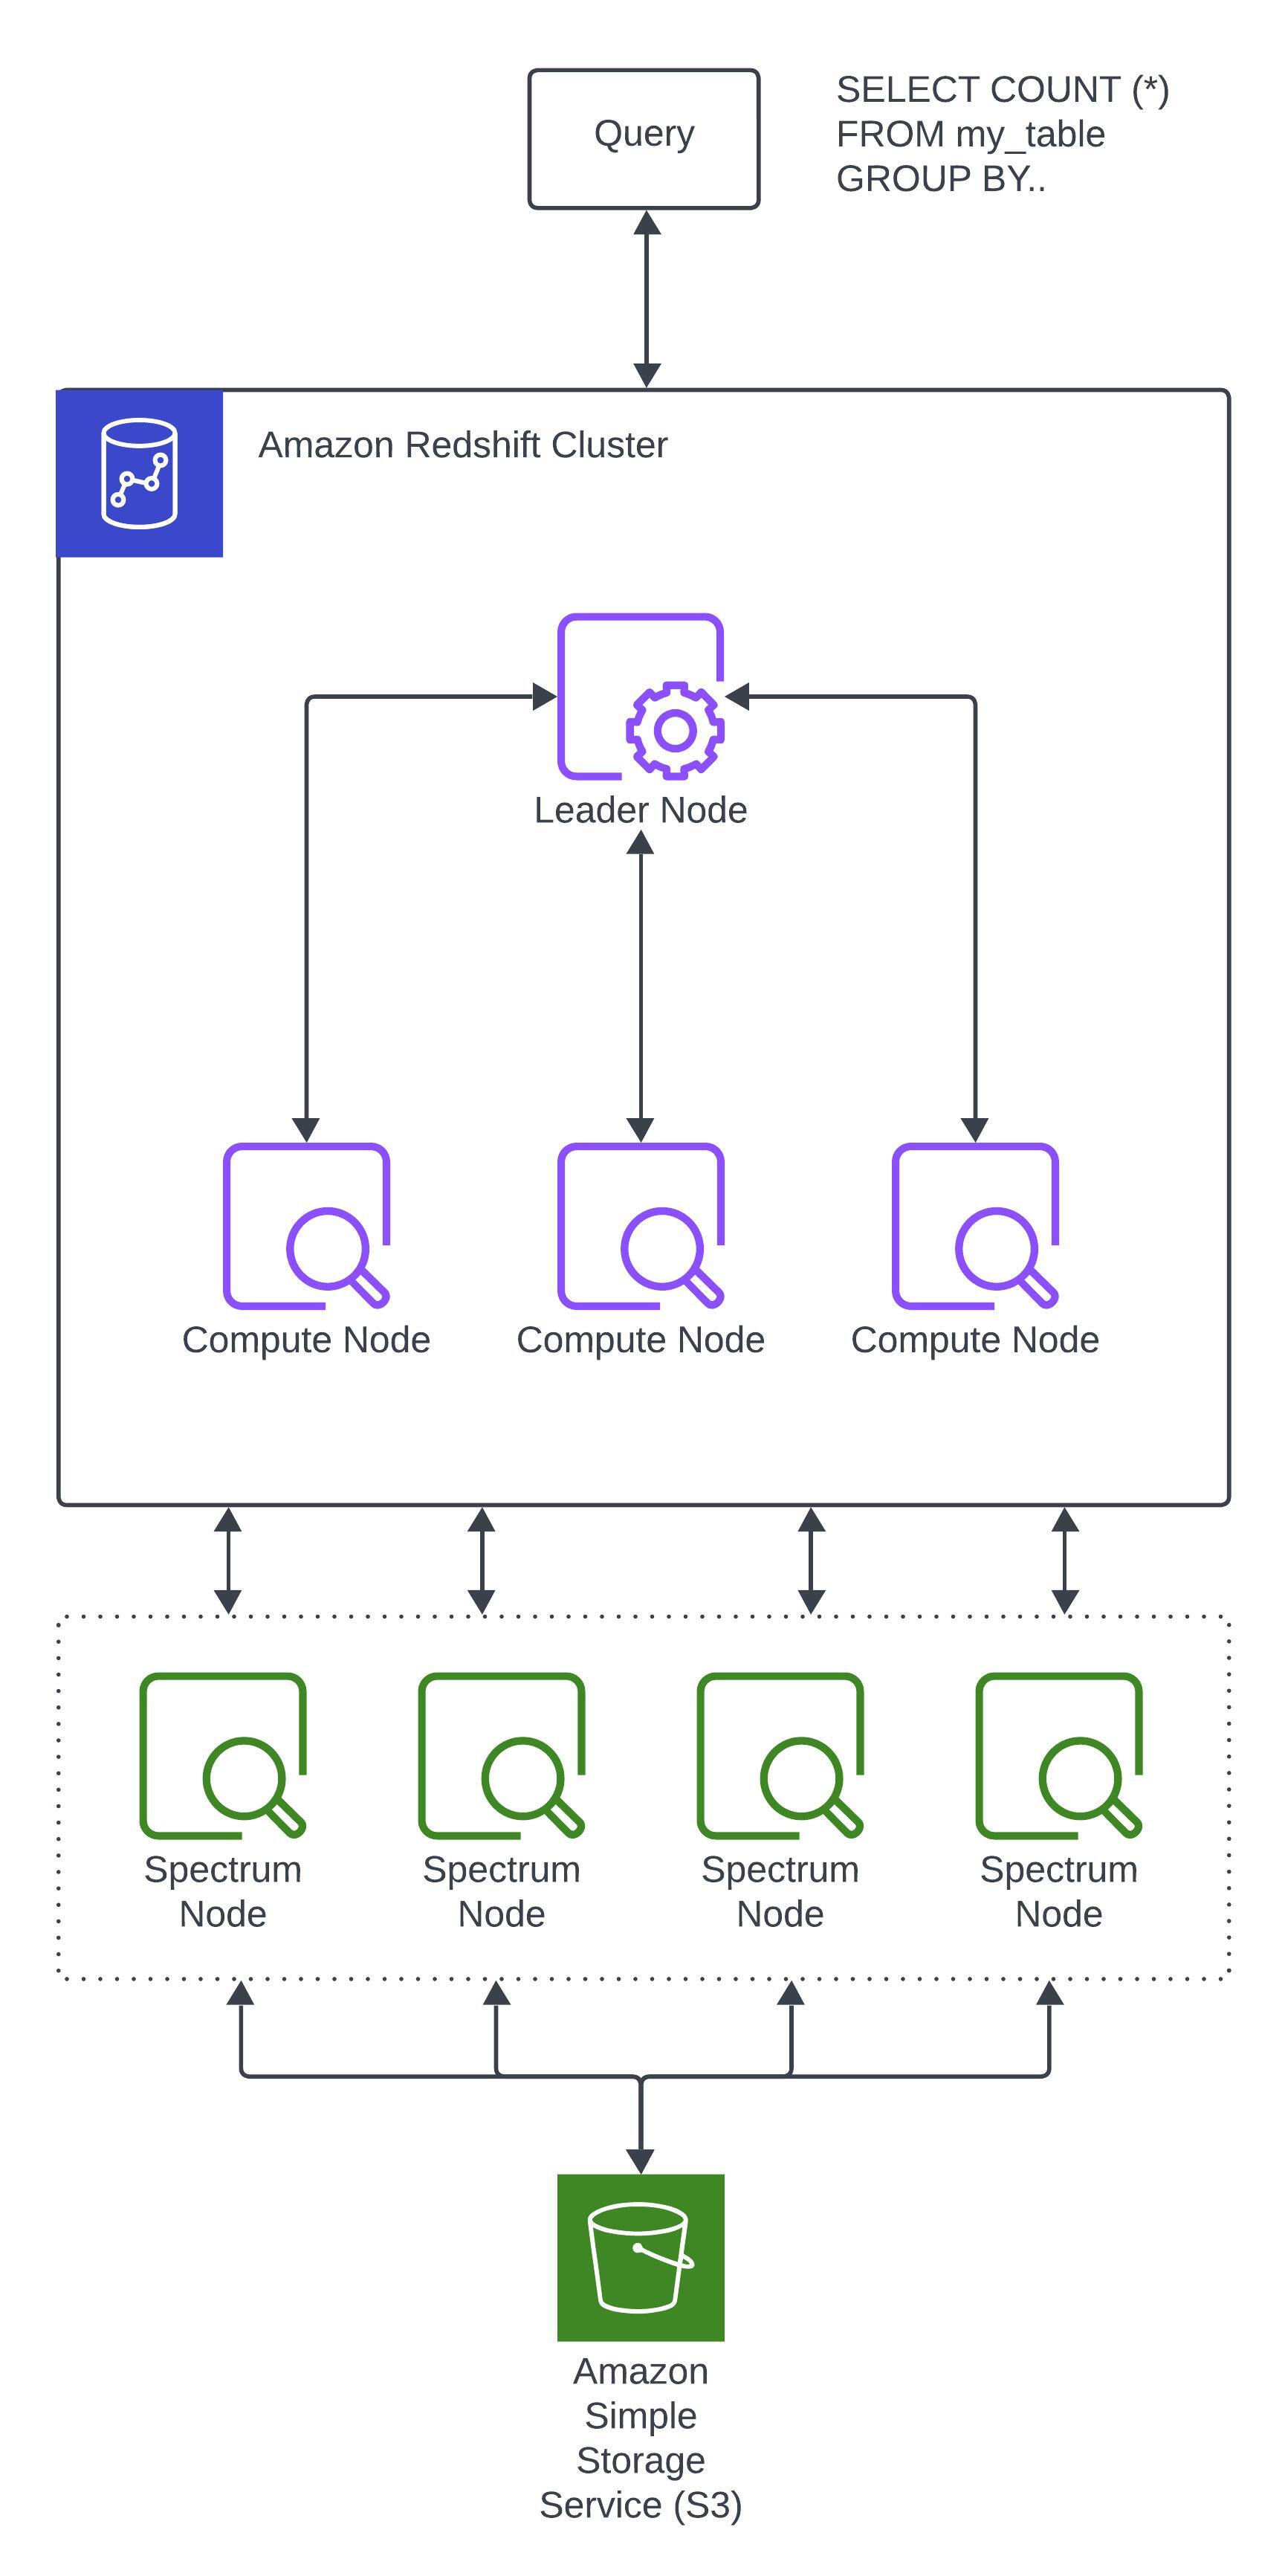 Query
SELECT COUNT (*)
FROM my_table
GROUP BY..
Amazon Redshift Cluster
Leader Node
Compute Node
Compute Node
Compute Node
Spectrum
Node
Spectrum
Node
Spectrum
Node
Spectrum
Node
Amazon
Simple
Storage
Service (S3)